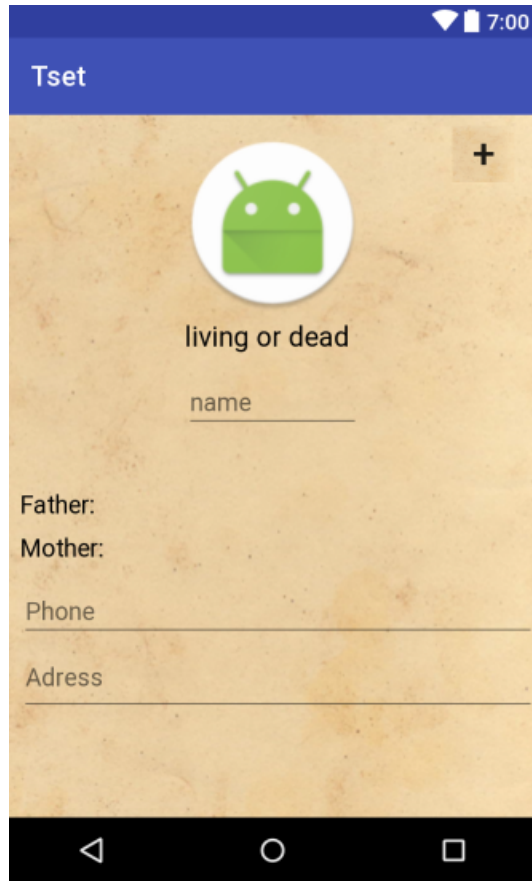 7:00
Tset
+
living or dead
name
Father:
Mother:
Phone
Adress